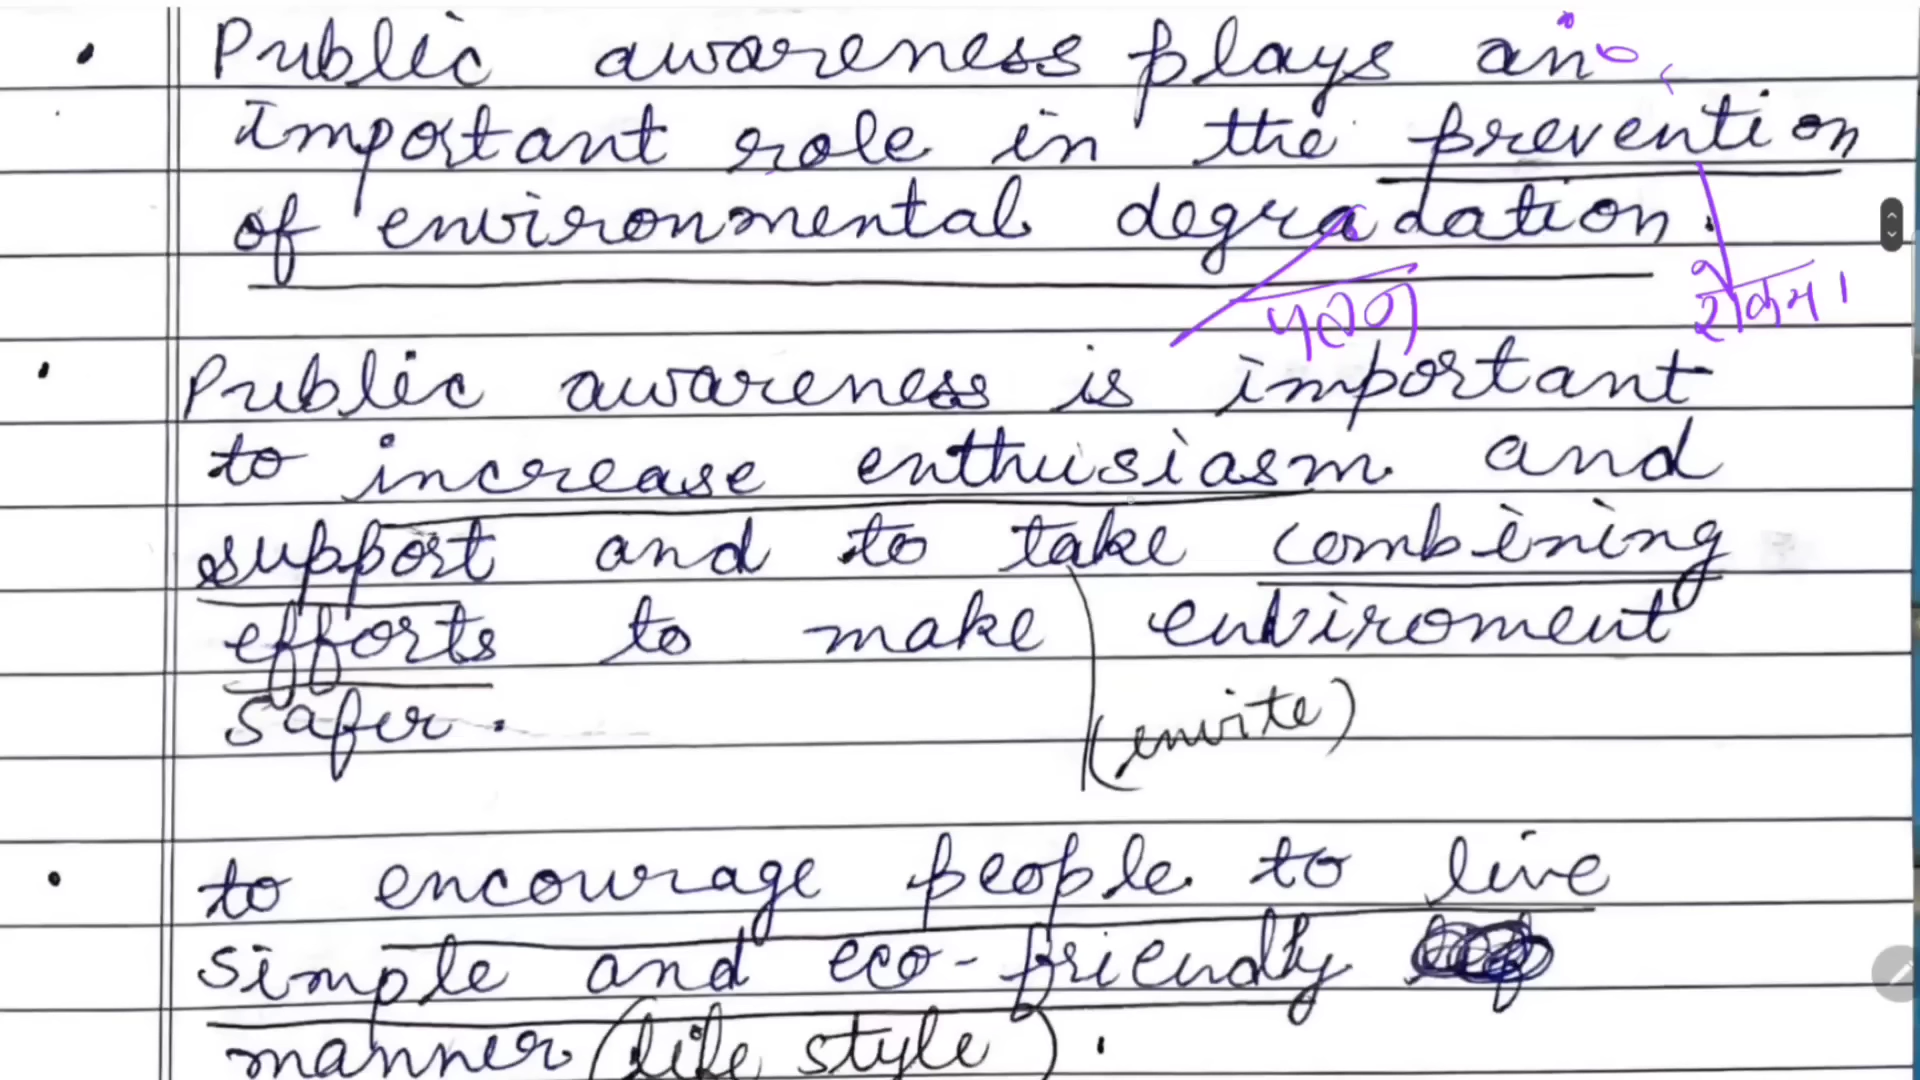 • Public awareness plays an
important role in the prevention
of environmental degradation.
पतन
रोकना
• Public awareness is important
to increase enthusiasm and
support and to take combining
efforts to make enviroment
safer.
(envite)
• to encourage people to live
simple and eco-friendly
manner (life style).